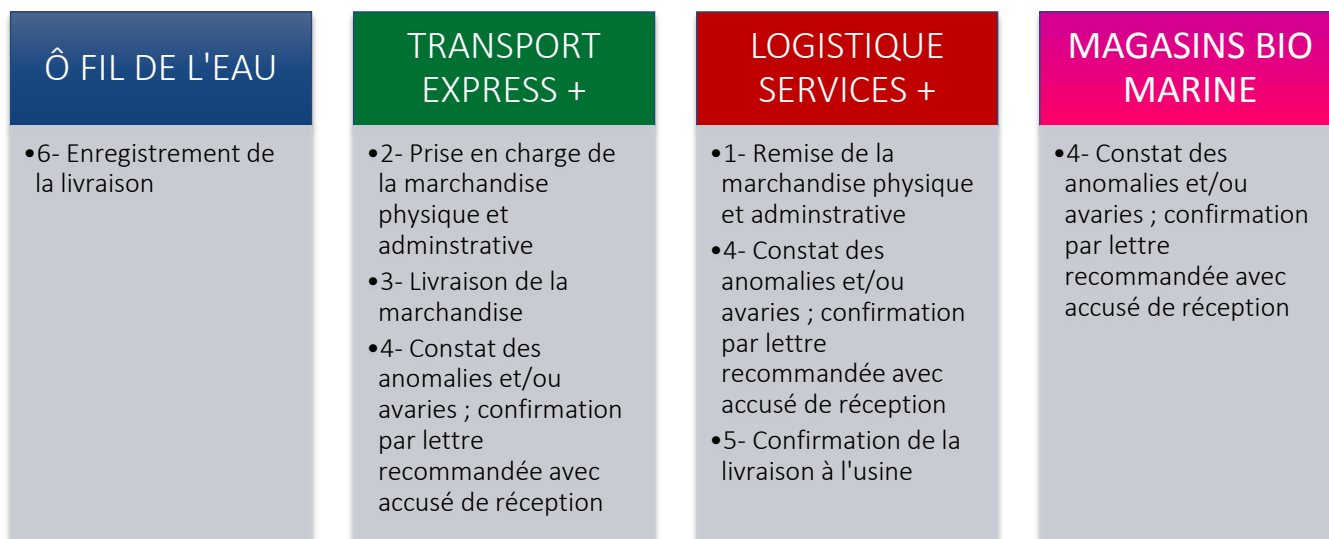 Ô FIL DE L'EAU
•6- Enregistrement de
la livraison
TRANSPORT
EXPRESS +
•2- Prise en charge de
la marchandise
physique et
adminstrative
•3- Livraison de la
marchandise
•4- Constat des
anomalies et/ou
avaries ; confirmation
par lettre
recommandée avec
accusé de réception
LOGISTIQUE
SERVICES +
•1- Remise de la
marchandise physique
et adminstrative
•4- Constat des
anomalies et/ou
avaries ; confirmation
par lettre
recommandée avec
accusé de réception
•5- Confirmation de la
livraison à l'usine
MAGASINS BIO
MARINE
•4- Constat des
anomalies et/ou
avaries ; confirmation
par lettre
recommandée avec
accusé de réception